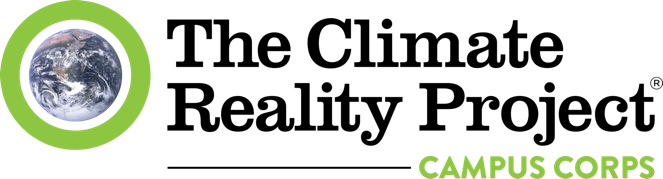 The Climate
Reality Project®
CAMPUS CORPS